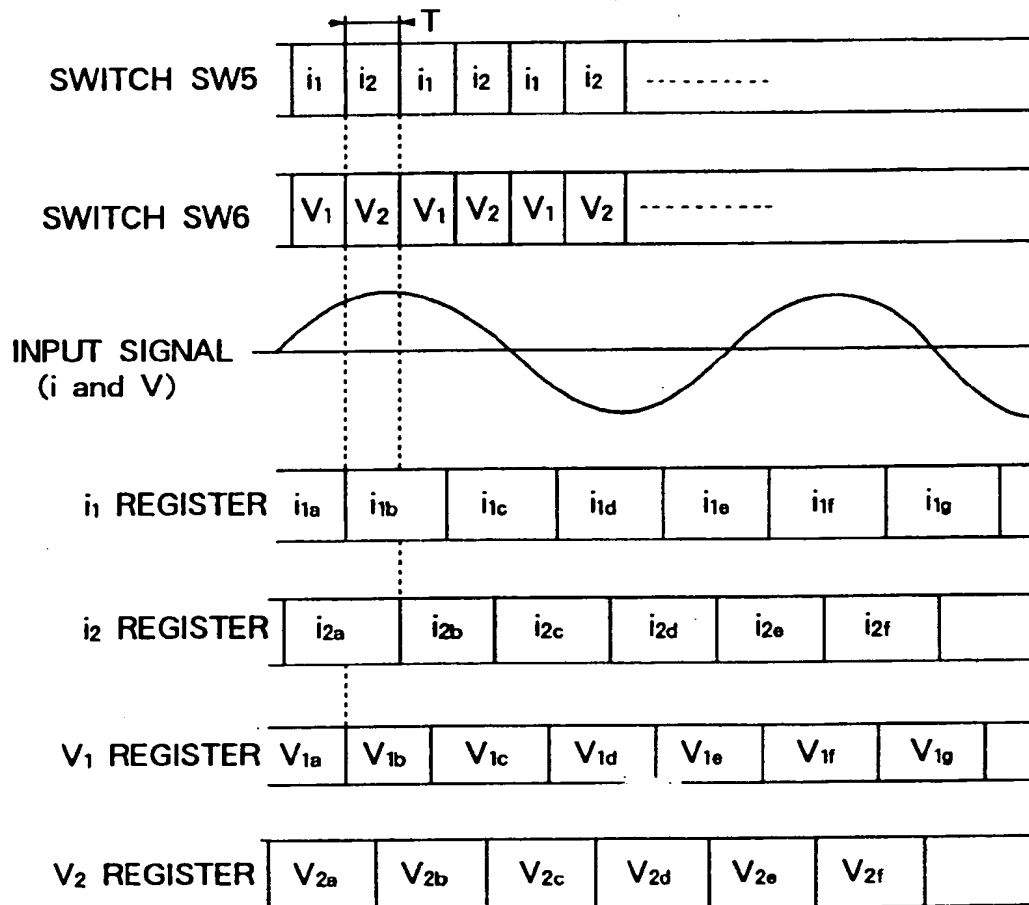 T
SWITCH SW5 i₁ i₂ i₁ i₂ i₁ i₂
SWITCH SW6 V₁ V₂ V₁ V₂ V₁ V₂
INPUT SIGNAL
(i and V)
i₁ REGISTER i₁a i₁b i₁c i₁d i₁e i₁f i₁g
i₂ REGISTER i₂a i₂b i₂c i₂d i₂e i₂f
V₁ REGISTER V₁a V₁b V₁c V₁d V₁e V₁f V₁g
V₂ REGISTER V₂a V₂b V₂c V₂d V₂e V₂f